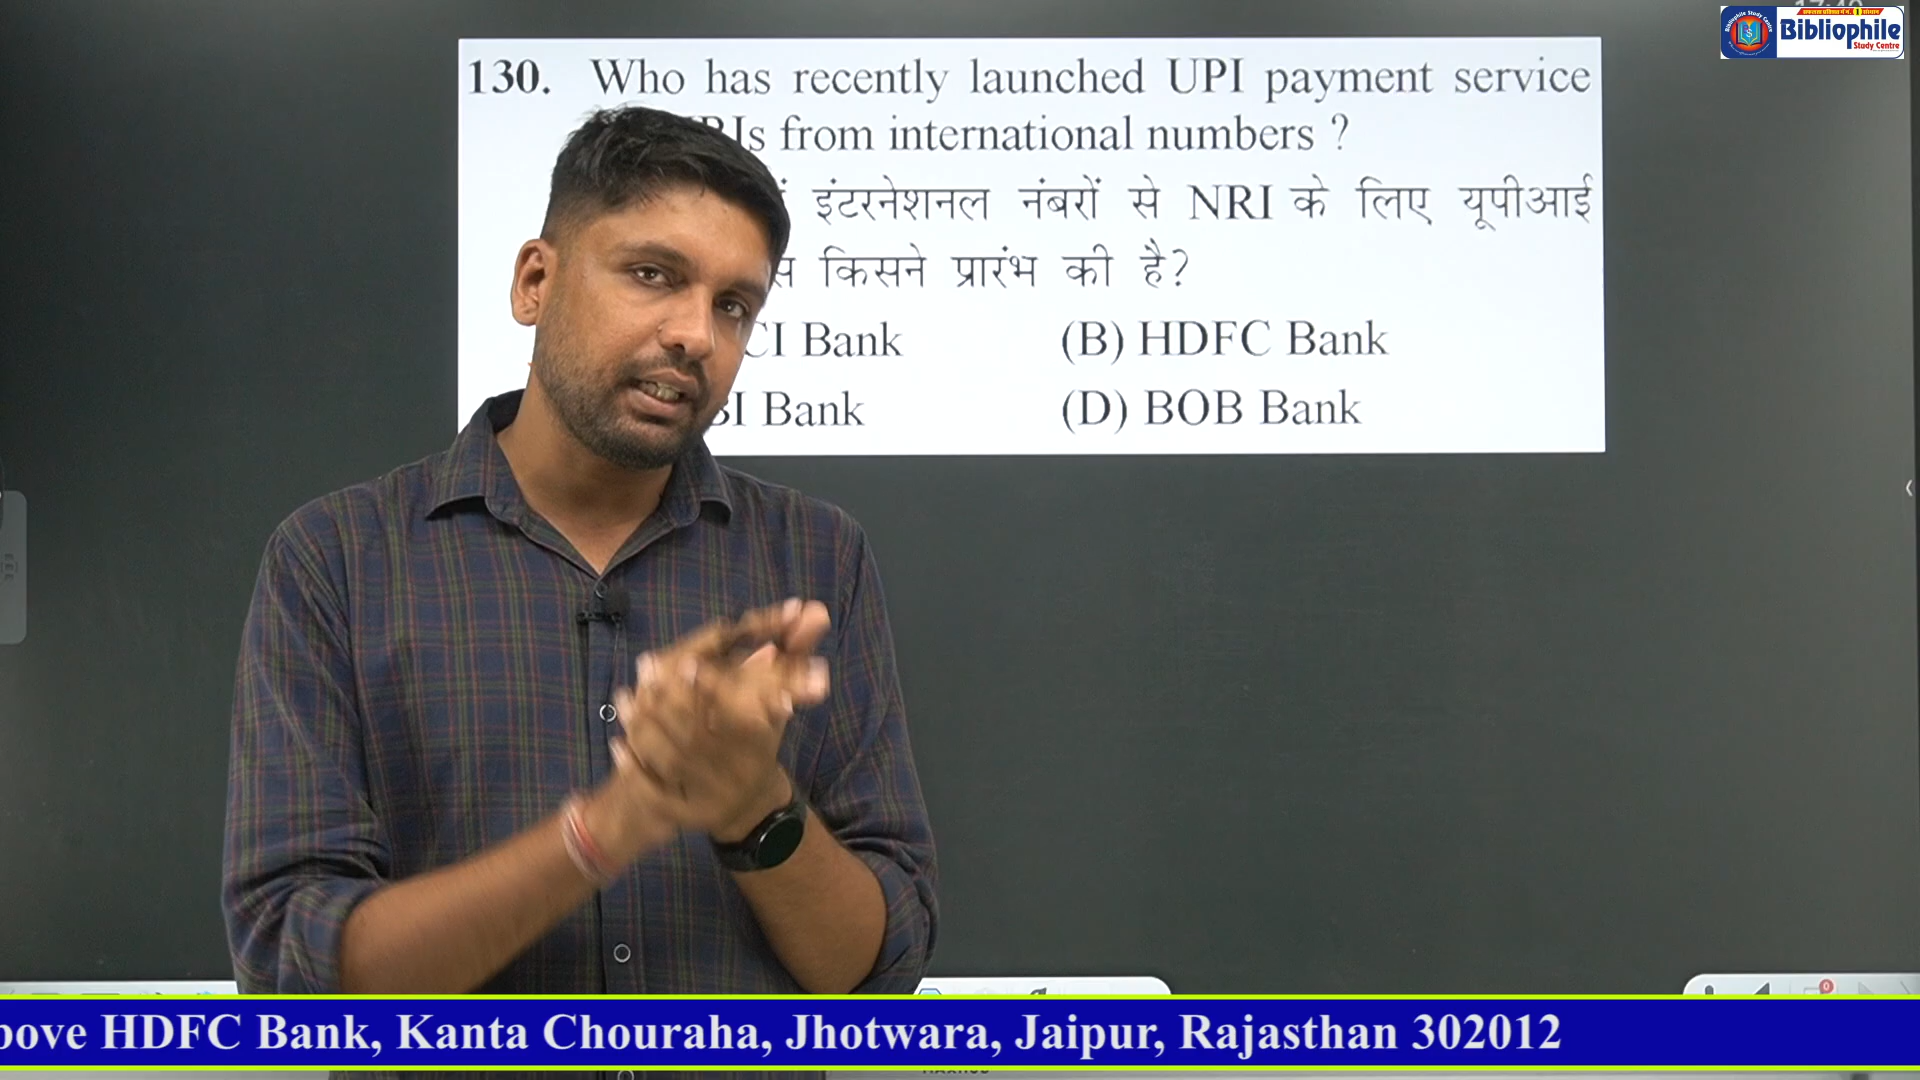 130. Who has recently launched UPI payment service
from international numbers ?
इंटरनेशनल नंबरों से NRI के लिए यूपीआई
किसने प्रारंभ की है?
Bank (B) HDFC Bank
Bank (D) BOB Bank
Bibliophile
Study Centre
HDFC Bank, Kanta Chouraha, Jhotwara, Jaipur, Rajasthan 302012